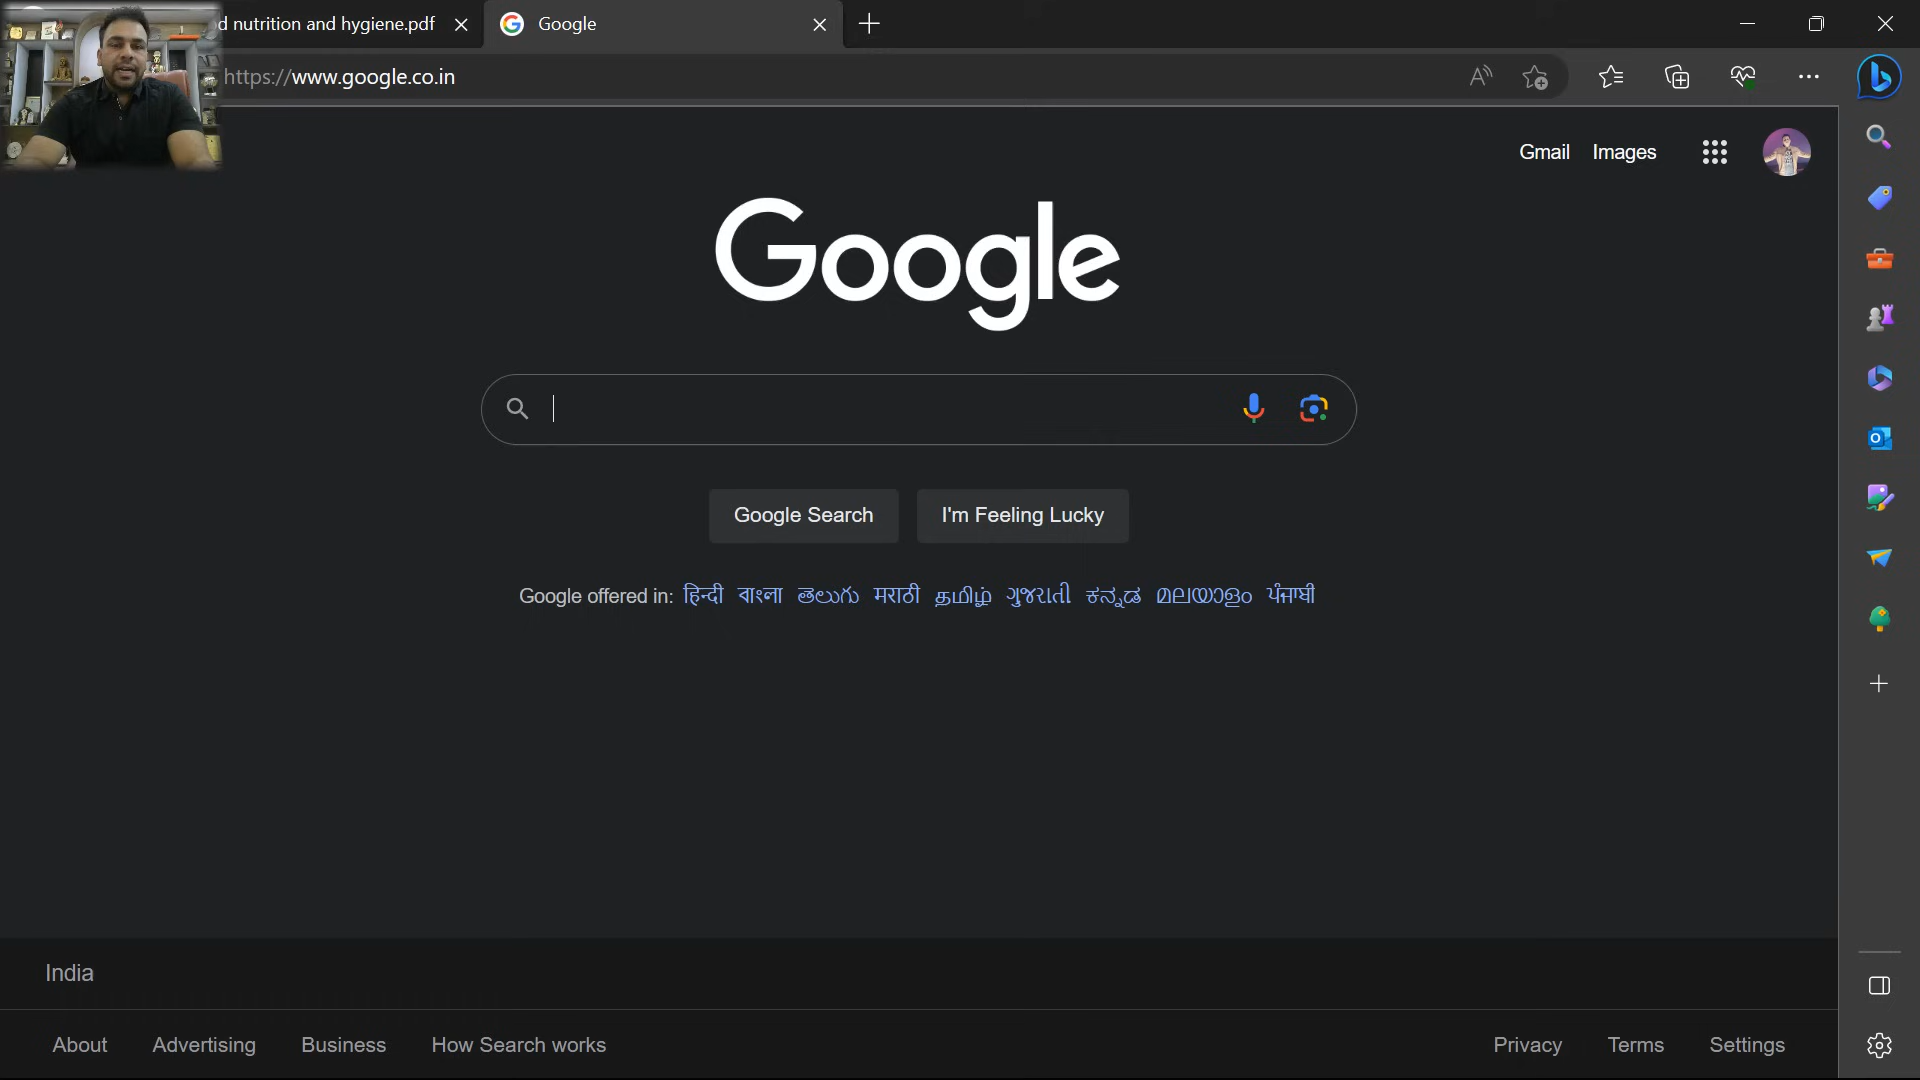 d nutrition and hygiene.pdf
Google
https://www.google.co.in
Gmail Images
Google
Google Search
I'm Feeling Lucky
Google offered in: हिन्दी বাংলা తెలుగు मराठी தமிழ் ગુજરાતી ಕನ್ನಡ മലയാളം ਪੰਜਾਬੀ
India
About Advertising Business How Search works Privacy Terms Settings